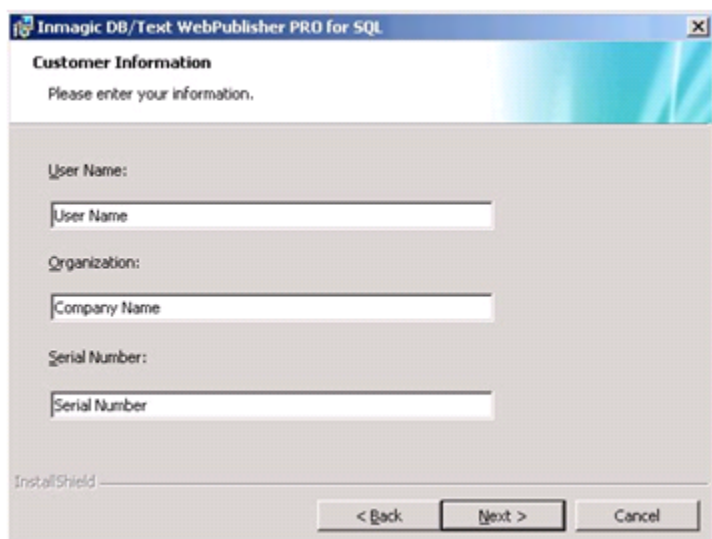 Inmagic DB/Text WebPublisher PRO for SQL
Customer Information
Please enter your information.
User Name:
User Name
Organization:
Company Name
Serial Number:
Serial Number
InstallShield
< Back Next > Cancel